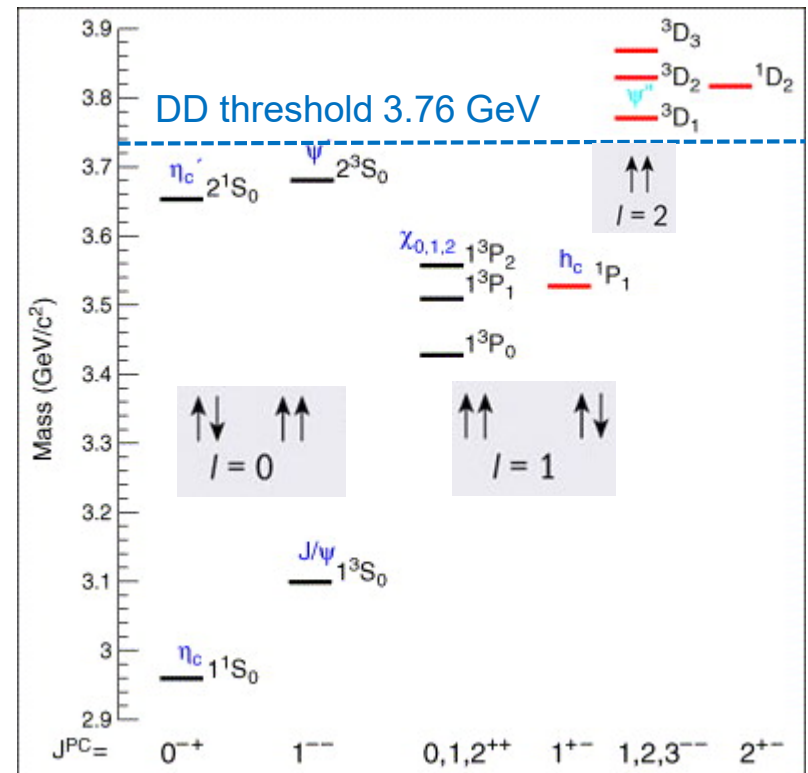 3.9
3.8
3.7
3.6
3.5
3.4
3.3
3.2
3.1
3
2.9
Mass (GeV/c²)
DD threshold 3.76 GeV
³D₃
³D₂
ψ''
³D₁
¹D₂
η꜀′ 2¹S₀
ψ 2³S₀
↑↑
l = 2
χ₀,₁,₂ 1³P₂
1³P₁
1³P₀
h꜀ ¹P₁
↑↓ ↑↑
l = 0
↑↑ ↑↓
l = 1
J/ψ 1³S₀
η꜀ 1¹S₀
Jᴾꟲ= 0⁻⁺ 1⁻⁻ 0,1,2⁺⁺ 1⁺⁻ 1,2,3⁻⁻ 2⁺⁻